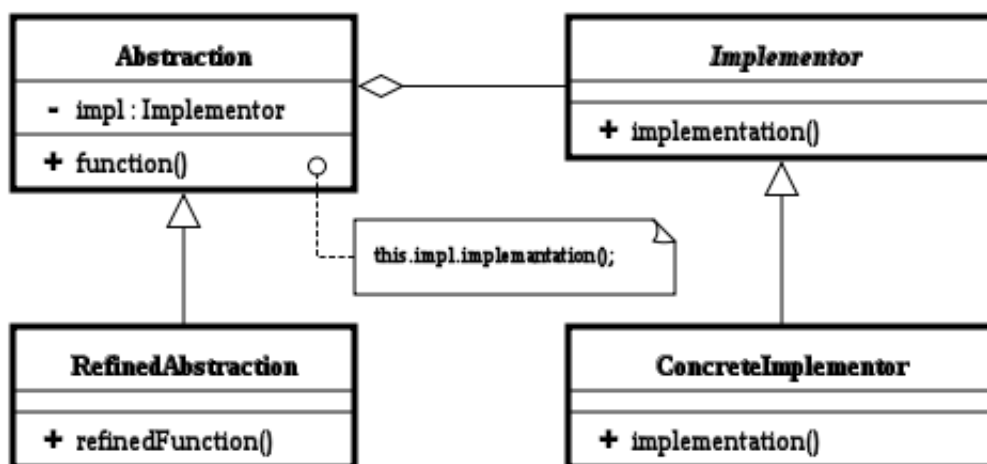 Abstraction
- impl : Implementor
+ function()
Implementor
+ implementation()
this.impl.implemantation();
RefinedAbstraction
+ refinedFunction()
ConcreteImplementor
+ implementation()